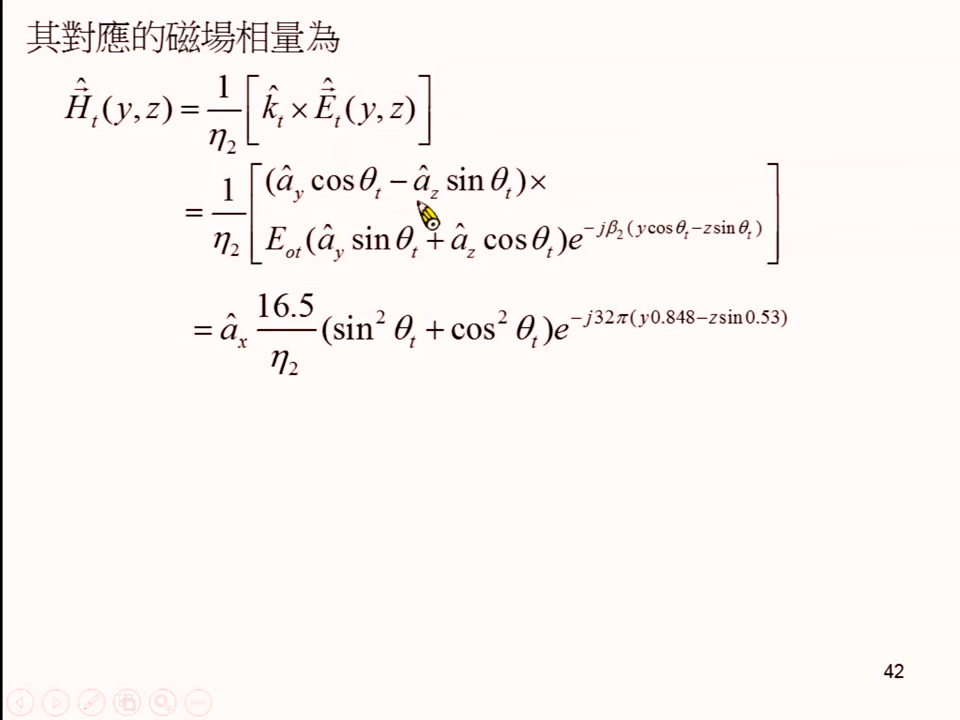 其對應的磁場相量為
$\hat{\vec{H}}_t(y,z) = \frac{1}{\eta_2}\left[\hat{k}_t \times \hat{\vec{E}}_t(y,z)\right]$
$= \frac{1}{\eta_2}\left[\begin{array}{l}(\hat{a}_y \cos\theta_t - \hat{a}_z \sin\theta_t)\times \\ E_{ot}(\hat{a}_y \sin\theta_t + \hat{a}_z \cos\theta_t)e^{-j\beta_2(y\cos\theta_t - z\sin\theta_t)}\end{array}\right]$
$= \hat{a}_x \frac{16.5}{\eta_2}(\sin^2\theta_t + \cos^2\theta_t)e^{-j32\pi(y0.848 - z\sin0.53)}$
42